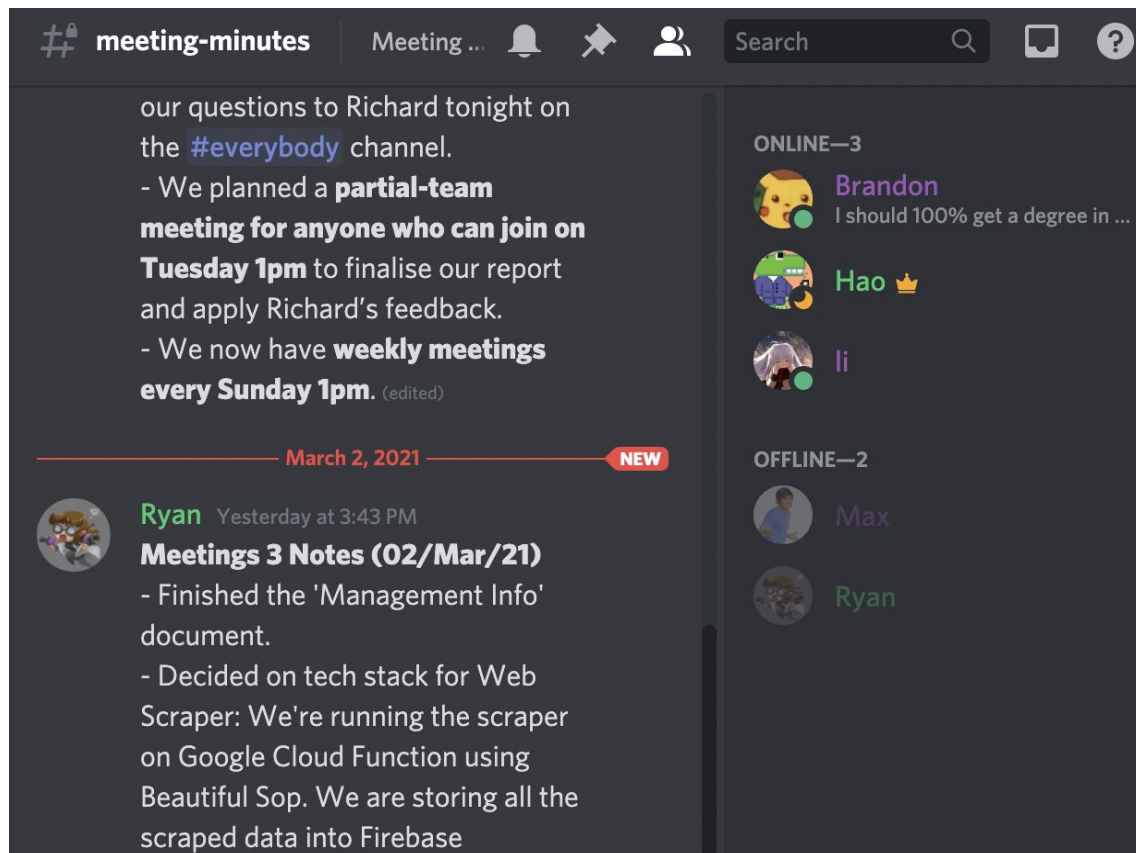 meeting-minutes
Meeting ...
Search
our questions to Richard tonight on
the #everybody channel.
- We planned a partial-team
meeting for anyone who can join on
Tuesday 1pm to finalise our report
and apply Richard’s feedback.
- We now have weekly meetings
every Sunday 1pm. (edited)
March 2, 2021
NEW
Ryan Yesterday at 3:43 PM
Meetings 3 Notes (02/Mar/21)
- Finished the 'Management Info'
document.
- Decided on tech stack for Web
Scraper: We're running the scraper
on Google Cloud Function using
Beautiful Sop. We are storing all the
scraped data into Firebase
ONLINE—3
Brandon
I should 100% get a degree in ...
Hao
li
OFFLINE—2
Max
Ryan